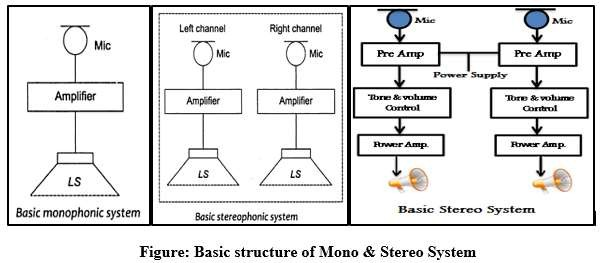 Mic
Amplifier
LS
Basic monophonic system
Left channel
Right channel
Mic
Mic
Amplifier
Amplifier
LS
LS
Basic stereophonic system
Mic
Mic
Pre Amp
Pre Amp
Power Supply
Tone & volume
Control
Tone & volume
Control
Power Amp.
Power Amp.
Basic Stereo System
Figure: Basic structure of Mono & Stereo System